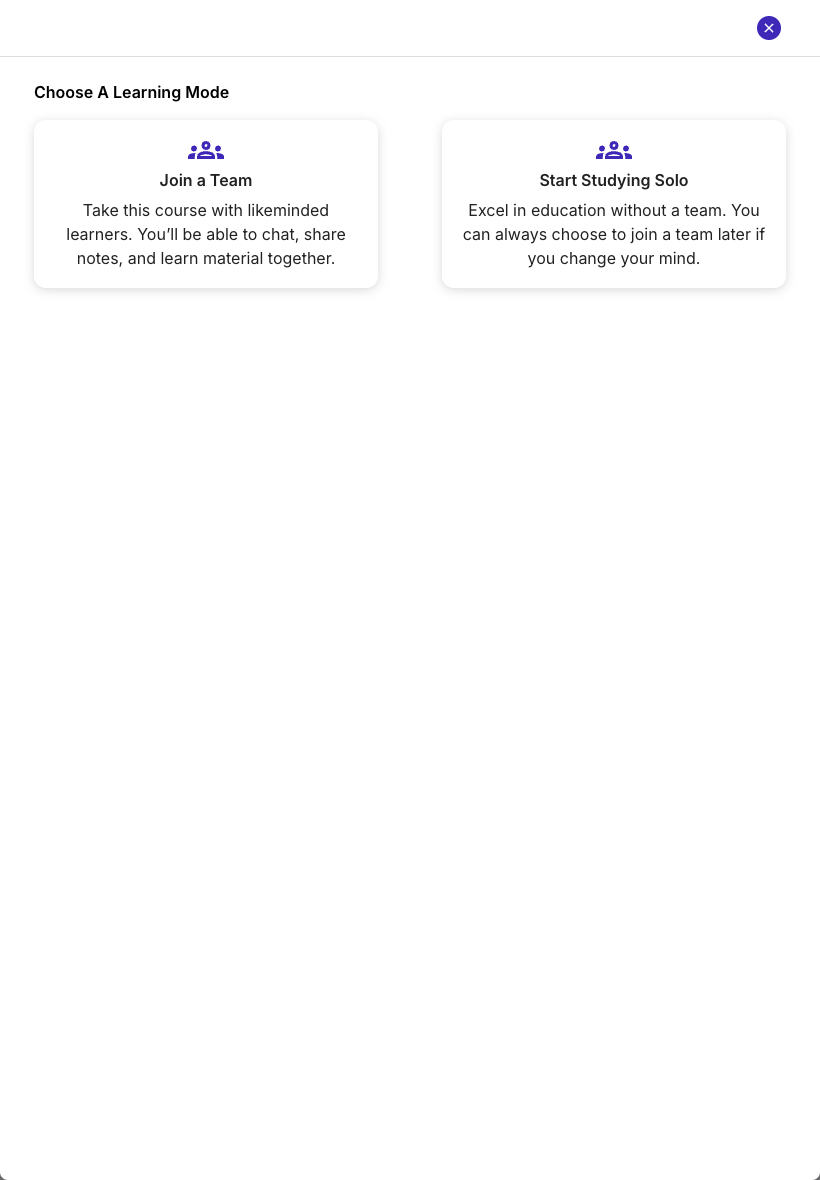 Choose A Learning Mode
Join a Team
Take this course with likeminded
learners. You’ll be able to chat, share
notes, and learn material together.
Start Studying Solo
Excel in education without a team. You
can always choose to join a team later if
you change your mind.